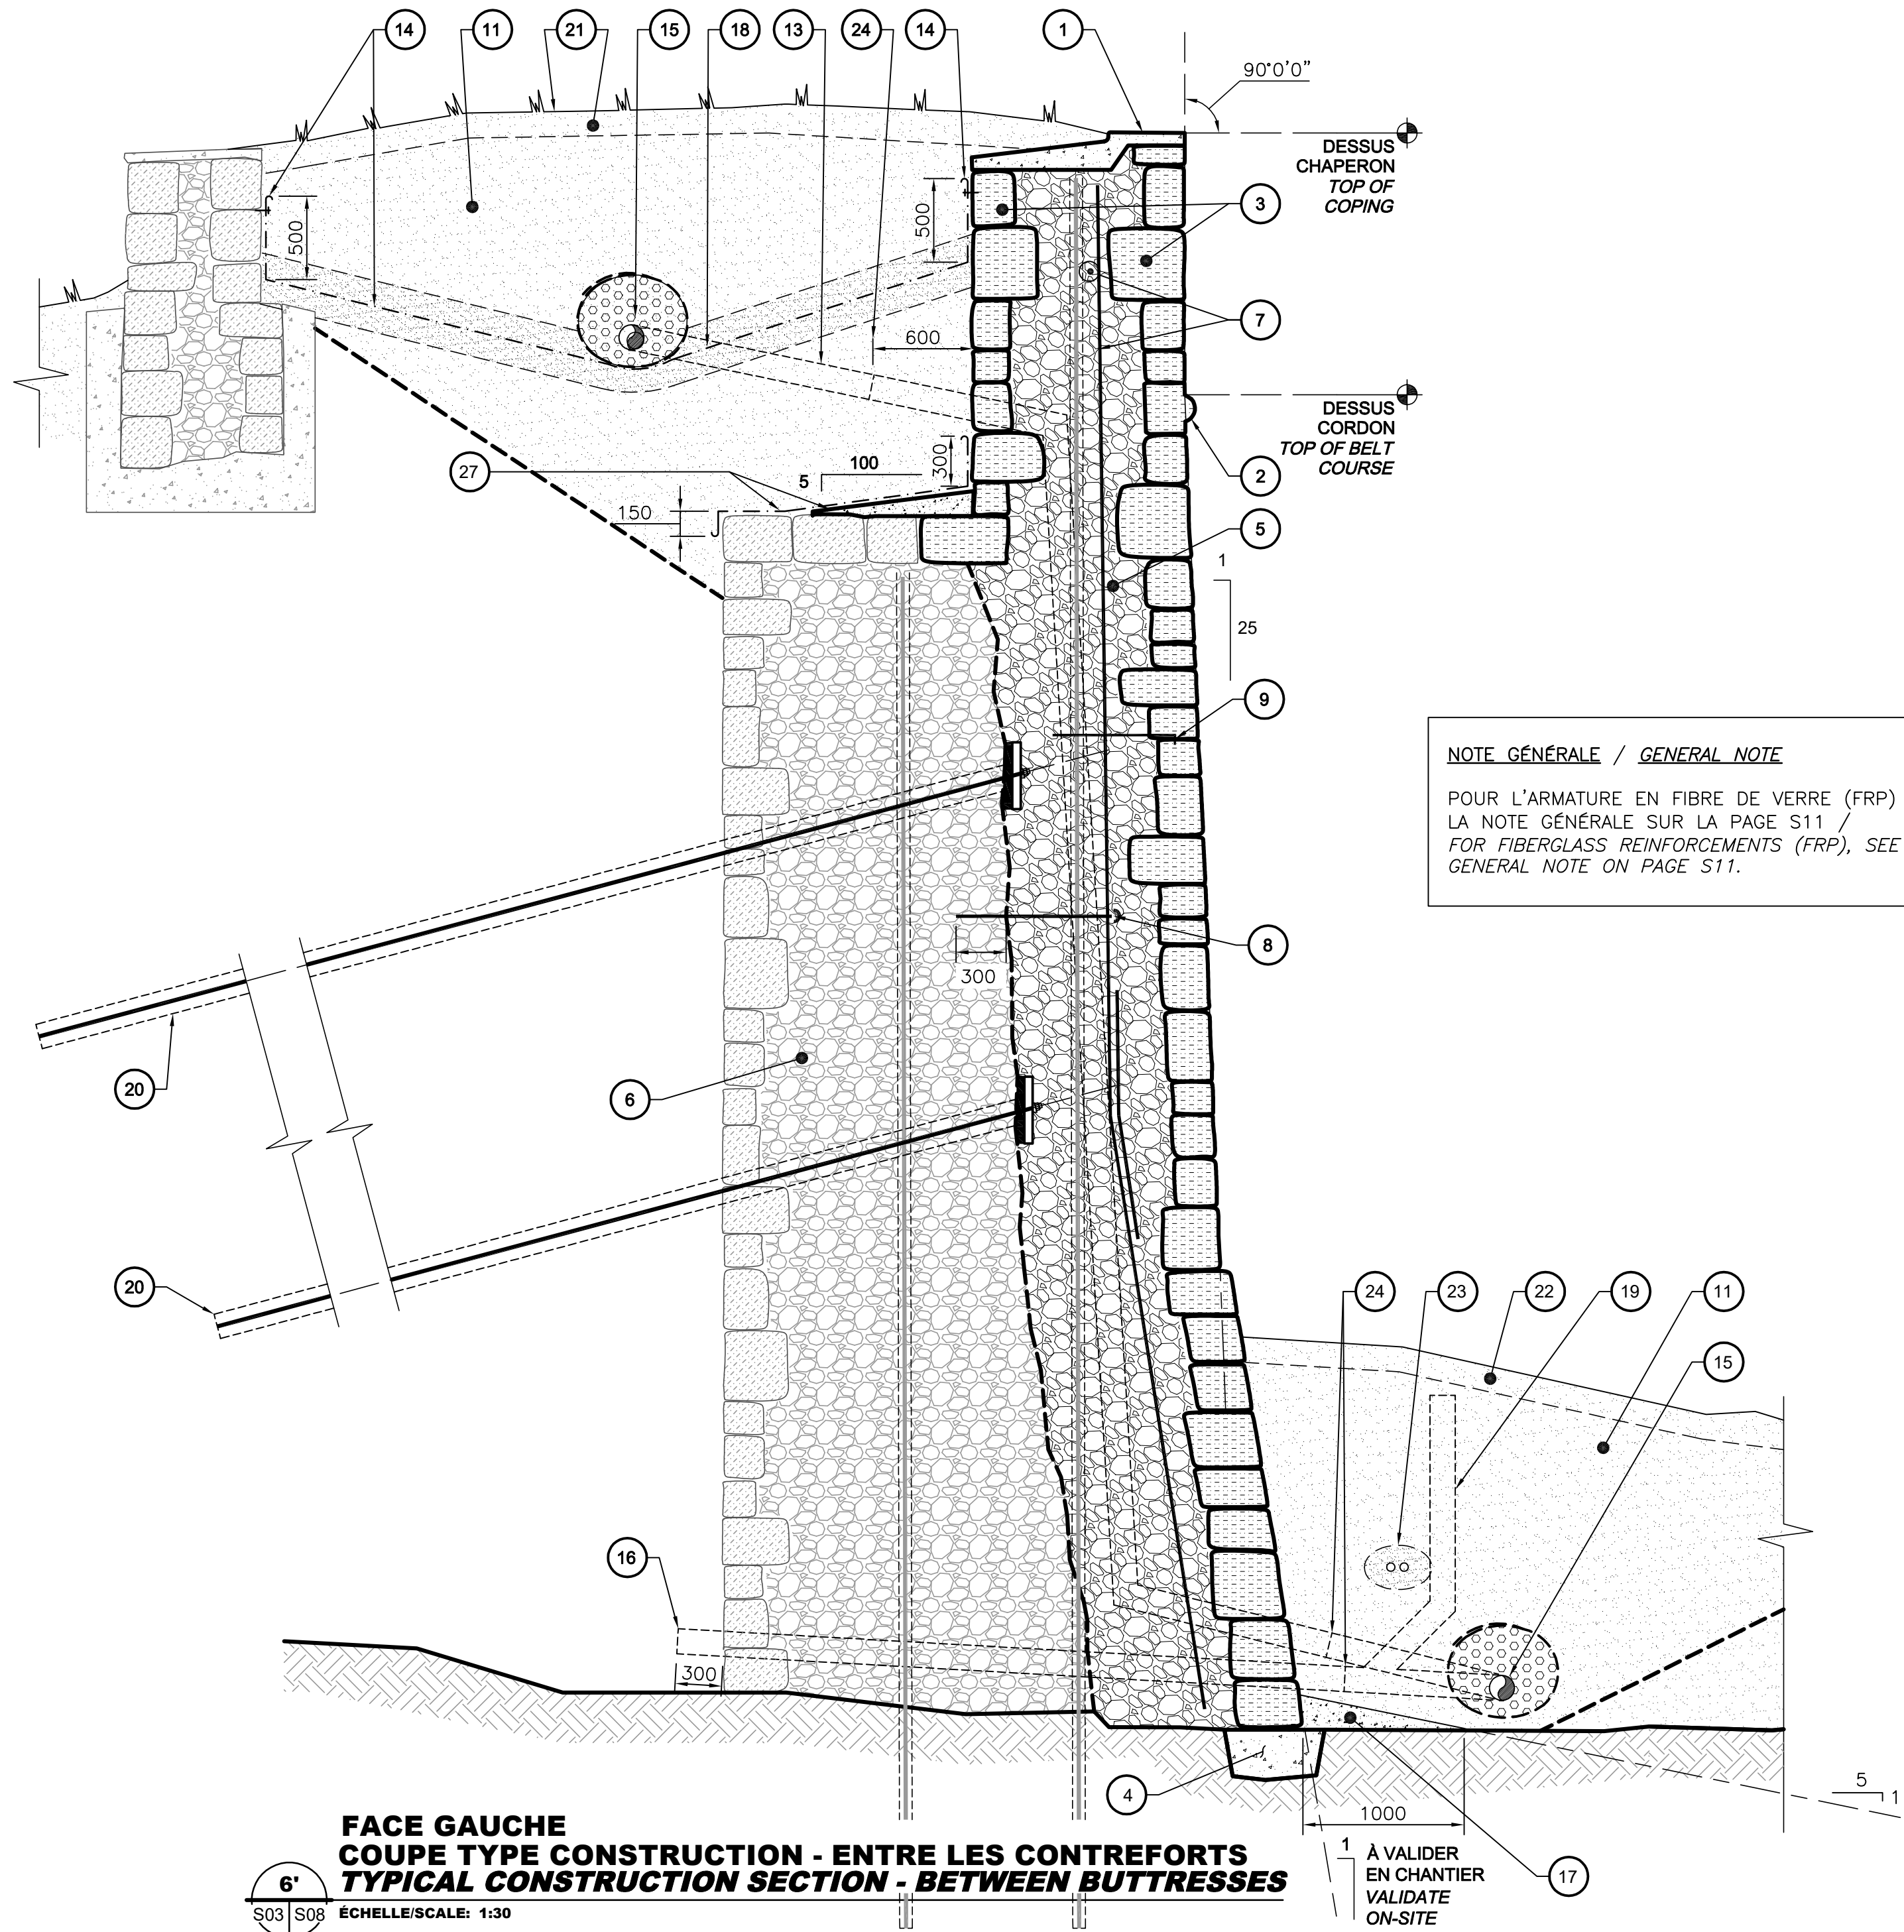 14
11
21
15
18
13
24
14
1
90°0'0"
DESSUS
CHAPERON
TOP OF
COPING
3
500
500
7
600
DESSUS
CORDON
TOP OF BELT
COURSE
2
27
5
100
300
150
5
1
25
9
NOTE GÉNÉRALE / GENERAL NOTE
POUR L'ARMATURE EN FIBRE DE VERRE (FRP)
LA NOTE GÉNÉRALE SUR LA PAGE S11 /
FOR FIBERGLASS REINFORCEMENTS (FRP), SEE
GENERAL NOTE ON PAGE S11.
8
300
20
6
20
24
23
22
19
11
15
16
300
4
1000
5
1
17
1
À VALIDER
EN CHANTIER
VALIDATE
ON-SITE
FACE GAUCHE
COUPE TYPE CONSTRUCTION - ENTRE LES CONTREFORTS
TYPICAL CONSTRUCTION SECTION - BETWEEN BUTTRESSES
6'
S03 S08
ÉCHELLE/SCALE: 1:30